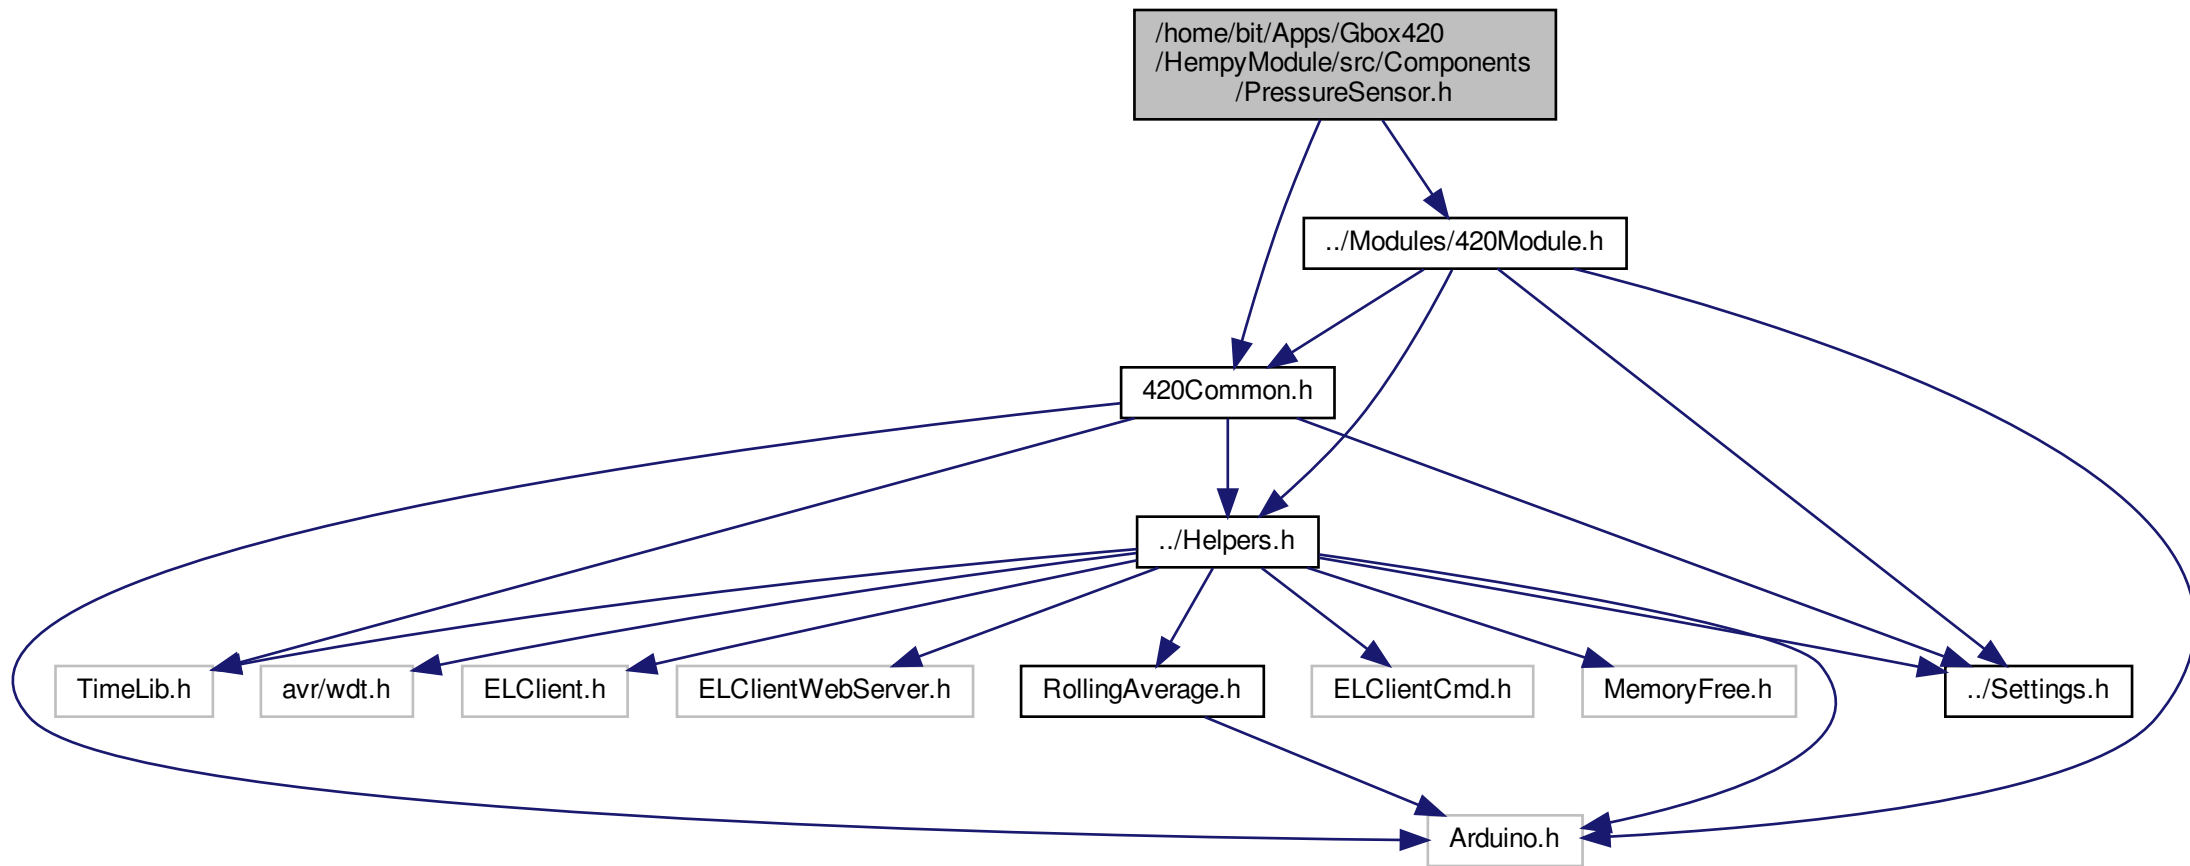 /home/bit/Apps/Gbox420
/HempyModule/src/Components
/PressureSensor.h
../Modules/420Module.h
420Common.h
../Helpers.h
TimeLib.h
avr/wdt.h
ELClient.h
ELClientWebServer.h
RollingAverage.h
ELClientCmd.h
MemoryFree.h
../Settings.h
Arduino.h